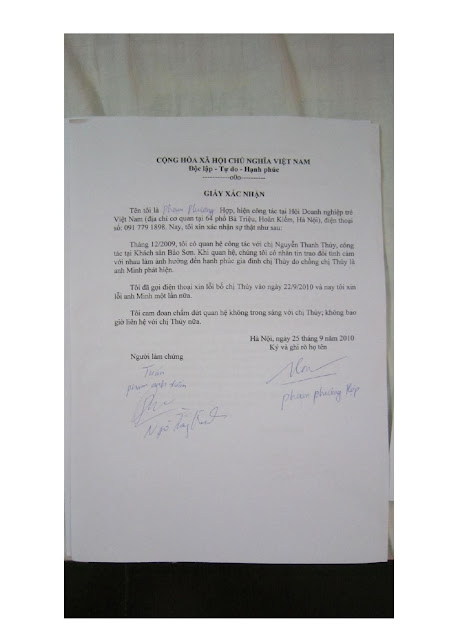 CỘNG HÒA XÃ HỘI CHỦ NGHĨA VIỆT NAM
Độc lập - Tự do - Hạnh phúc
----------o0o----------
GIẤY XÁC NHẬN
Tên tôi là Phạm Phương Hợp, hiện công tác tại Hội Doanh nghiệp trẻ
Việt Nam (địa chỉ cơ quan tại 64 phố Bà Triệu, Hoàn Kiếm, Hà Nội), điện thoại
số: 091 779 1898. Nay, tôi xin xác nhận sự thật như sau:
Tháng 12/2009, tôi có quan hệ công tác với chị Nguyễn Thanh Thúy, công
tác tại Khách sạn Bảo Sơn. Khi quan hệ, chúng tôi có nhắn tin trao đổi tình cảm
với nhau làm ảnh hưởng đến hạnh phúc gia đình chị Thúy do chồng chị Thúy là
anh Minh phát hiện.
Tôi đã gọi điện thoại xin lỗi bố chị Thúy vào ngày 22/9/2010 và nay tôi xin
lỗi anh Minh một lần nữa.
Tôi cam đoan chấm dứt quan hệ không trong sáng với chị Thúy, không bao
giờ liên hệ với chị Thúy nữa.
Hà Nội, ngày 25 tháng 9 năm 2010
Người làm chứng
Ký và ghi rõ họ tên
phạm phương Hợp